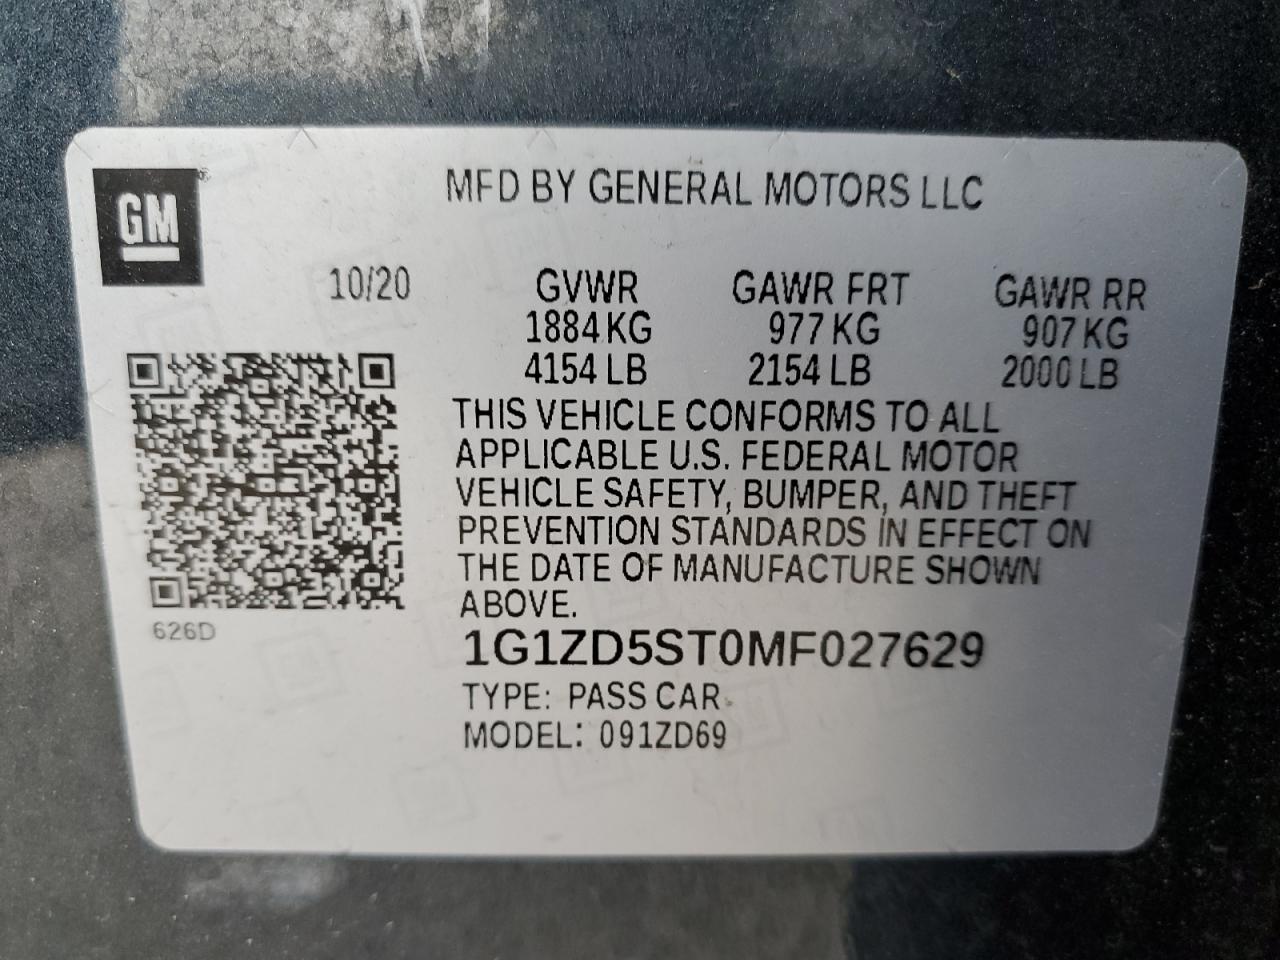 GM®
MFD BY GENERAL MOTORS LLC
10/20
GVWR GAWR FRT GAWR RR
1884 KG 977 KG 907 KG
4154 LB 2154 LB 2000 LB
THIS VEHICLE CONFORMS TO ALL
APPLICABLE U.S. FEDERAL MOTOR
VEHICLE SAFETY, BUMPER, AND THEFT
PREVENTION STANDARDS IN EFFECT ON
THE DATE OF MANUFACTURE SHOWN
ABOVE.
626D
1G1ZD5ST0MF027629
TYPE: PASS CAR
MODEL: 091ZD69